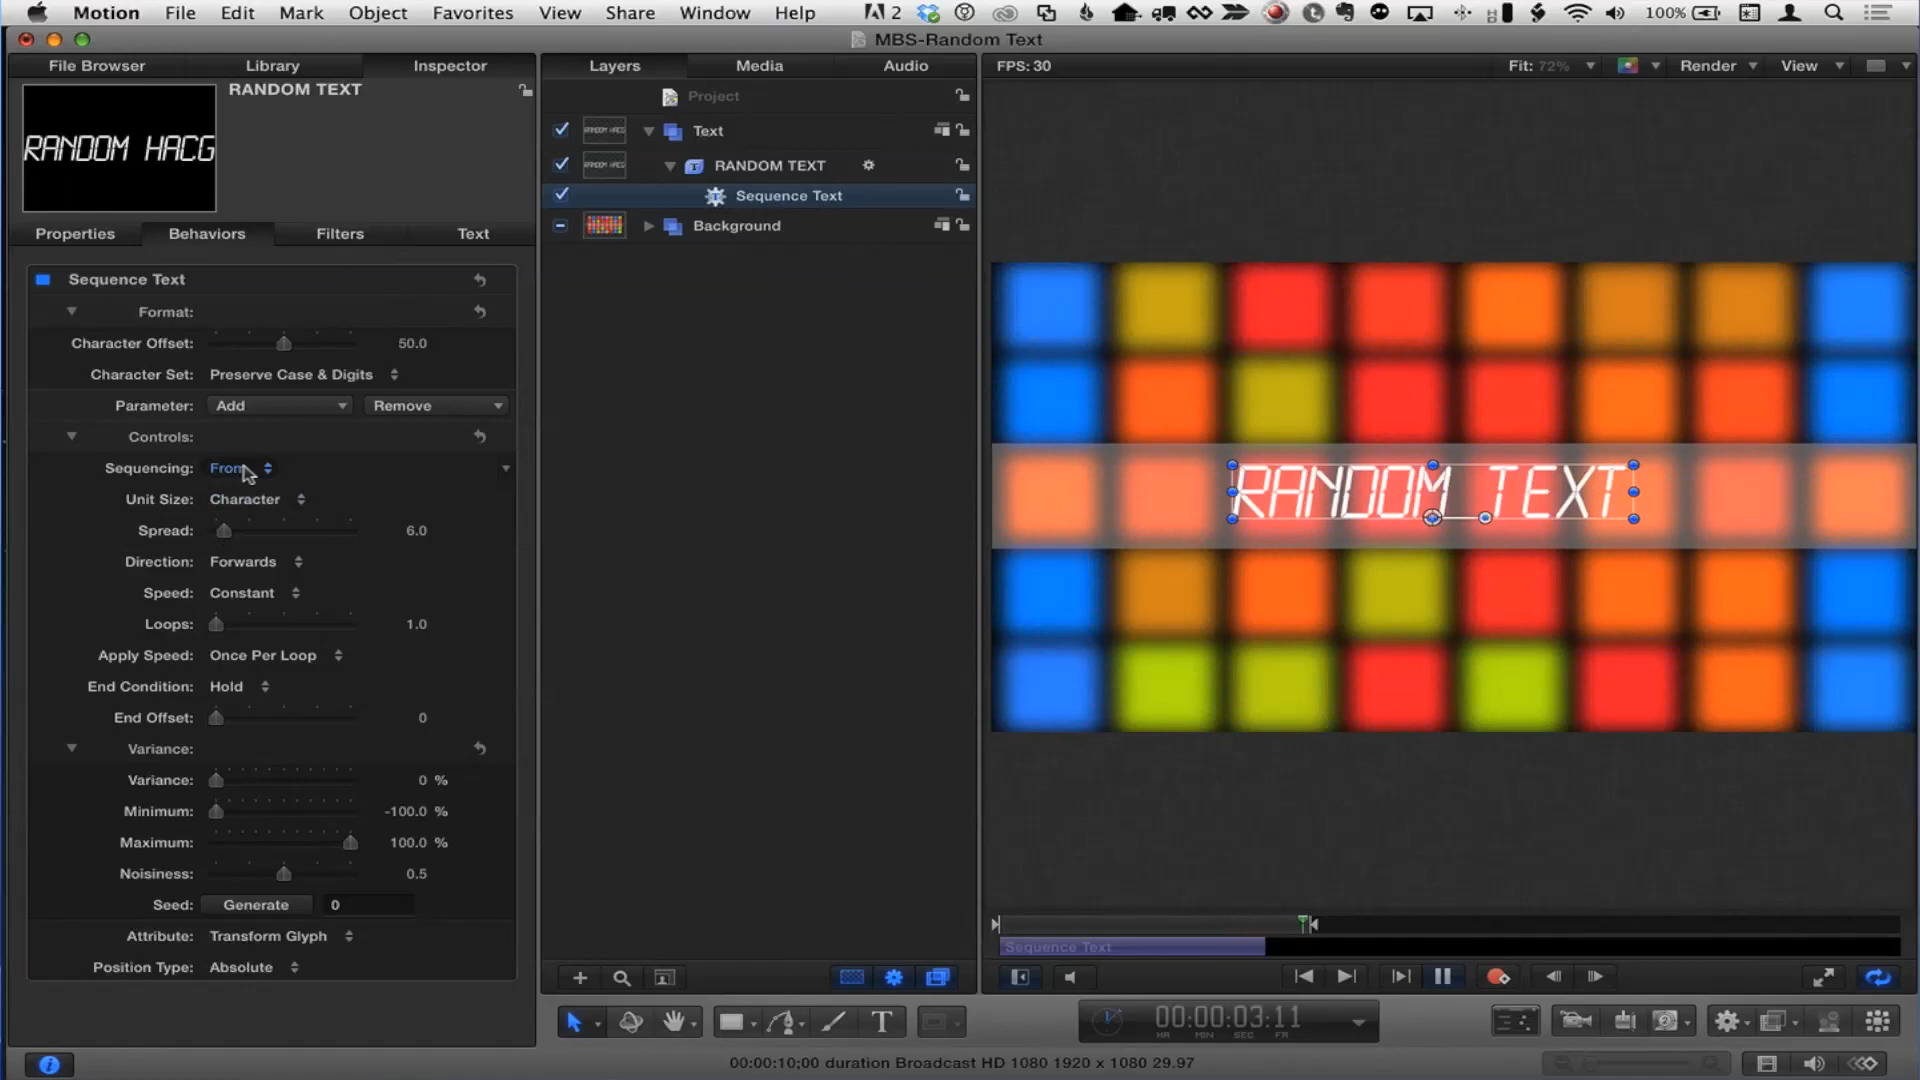 Motion File Edit Mark Object Favorites View Share Window Help 2 100%
MBS-Random Text
File Browser Library Inspector
Layers Media Audio
FPS: 30 Fit: 72% Render View
RANDOM TEXT
RANDOM HACG
Project
Text
RANDOM TEXT
Sequence Text
Background
Properties Behaviors Filters Text
Sequence Text
Format:
Character Offset: 50.0
Character Set: Preserve Case & Digits
Parameter: Add Remove
Controls:
Sequencing: From
Unit Size: Character
Spread: 6.0
Direction: Forwards
Speed: Constant
Loops: 1.0
Apply Speed: Once Per Loop
End Condition: Hold
End Offset: 0
Variance:
Variance: 0 %
Minimum: -100.0 %
Maximum: 100.0 %
Noisiness: 0.5
Seed: Generate 0
Attribute: Transform Glyph
Position Type: Absolute
RANDOM TEXT
Sequence Text
T
00:00:03:11
HR MIN SEC FR
00:00:10;00 duration Broadcast HD 1080 1920 x 1080 29.97